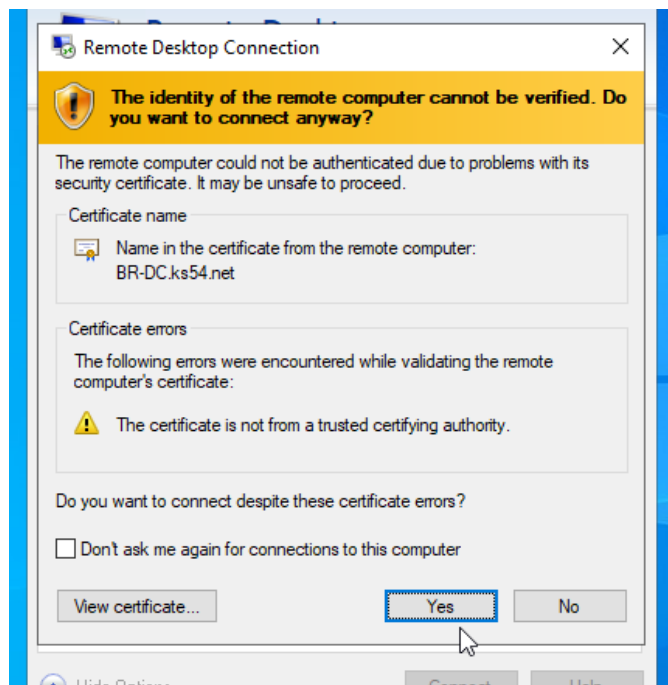 Remote Desktop Connection
The identity of the remote computer cannot be verified. Do
you want to connect anyway?
The remote computer could not be authenticated due to problems with its
security certificate. It may be unsafe to proceed.
Certificate name
Name in the certificate from the remote computer:
BR-DC.ks54.net
Certificate errors
The following errors were encountered while validating the remote
computer's certificate:
The certificate is not from a trusted certifying authority.
Do you want to connect despite these certificate errors?
Don't ask me again for connections to this computer
View certificate... Yes No
Hide Options Connect Help